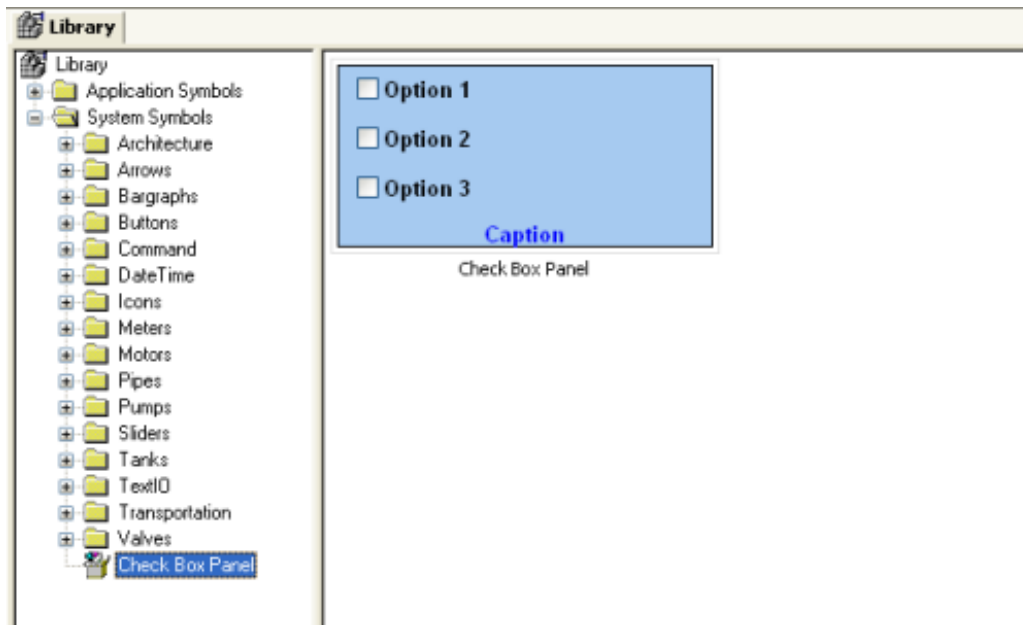 Library
Library
Application Symbols
System Symbols
Architecture
Arrows
Bargraphs
Buttons
Command
DateTime
Icons
Meters
Motors
Pipes
Pumps
Sliders
Tanks
TextIO
Transportation
Valves
Check Box Panel
Option 1
Option 2
Option 3
Caption
Check Box Panel